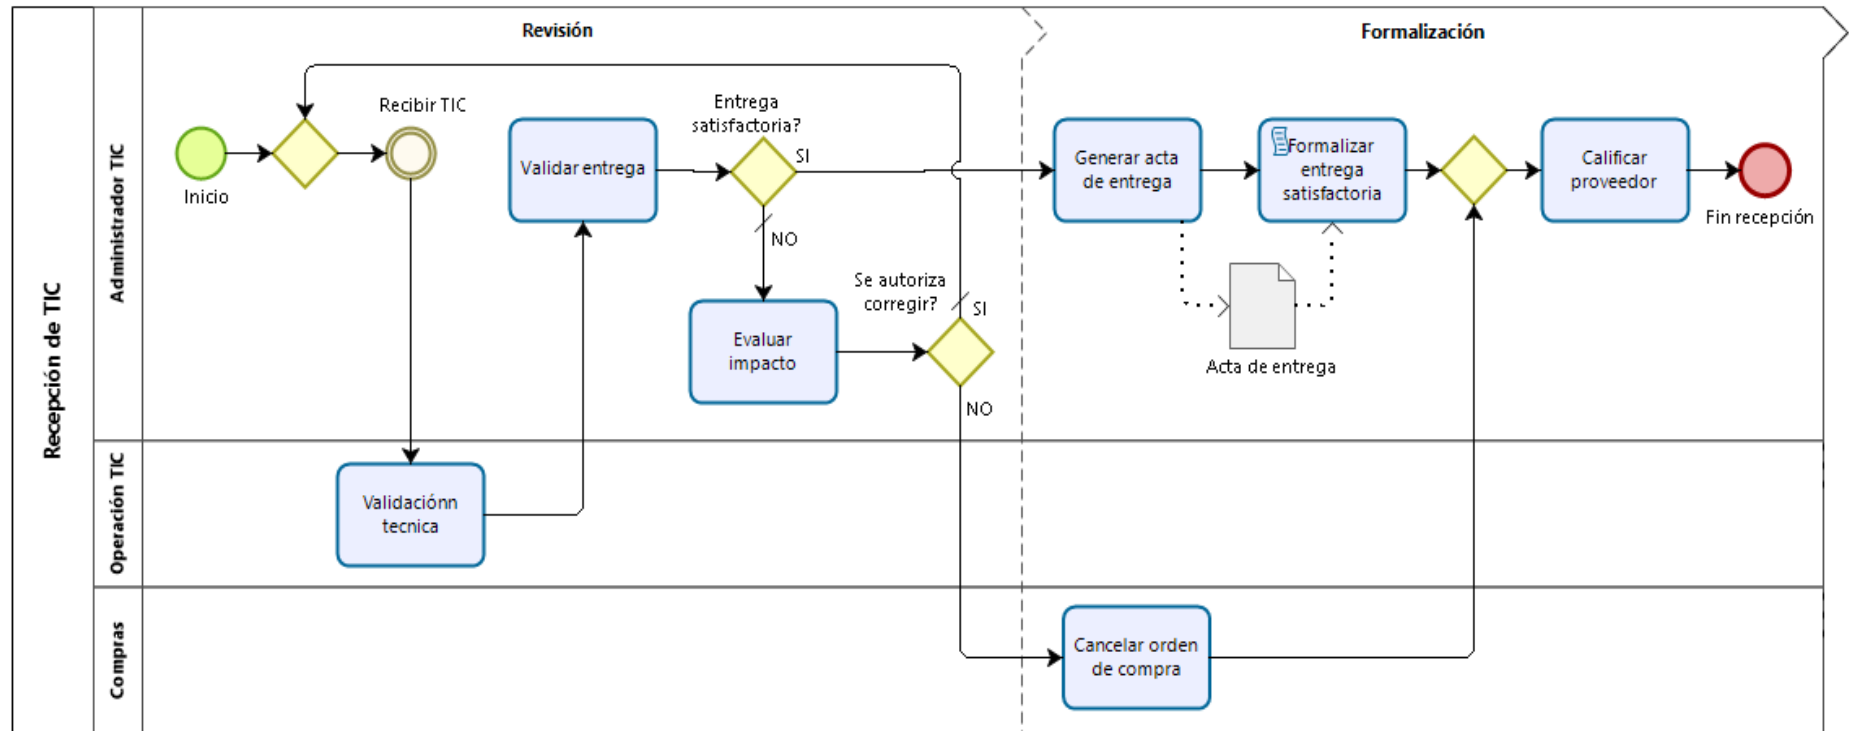 Revisión
Formalización
Recepción de TIC
Administrador TIC
Inicio
Recibir TIC
Validar entrega
Entrega
satisfactoria?
SI
NO
Evaluar
impacto
Se autoriza
corregir?
SI
NO
Generar acta
de entrega
Formalizar
entrega
satisfactoria
Acta de entrega
Calificar
proveedor
Fin recepción
Operación TIC
Validaciónn
tecnica
Compras
Cancelar orden
de compra